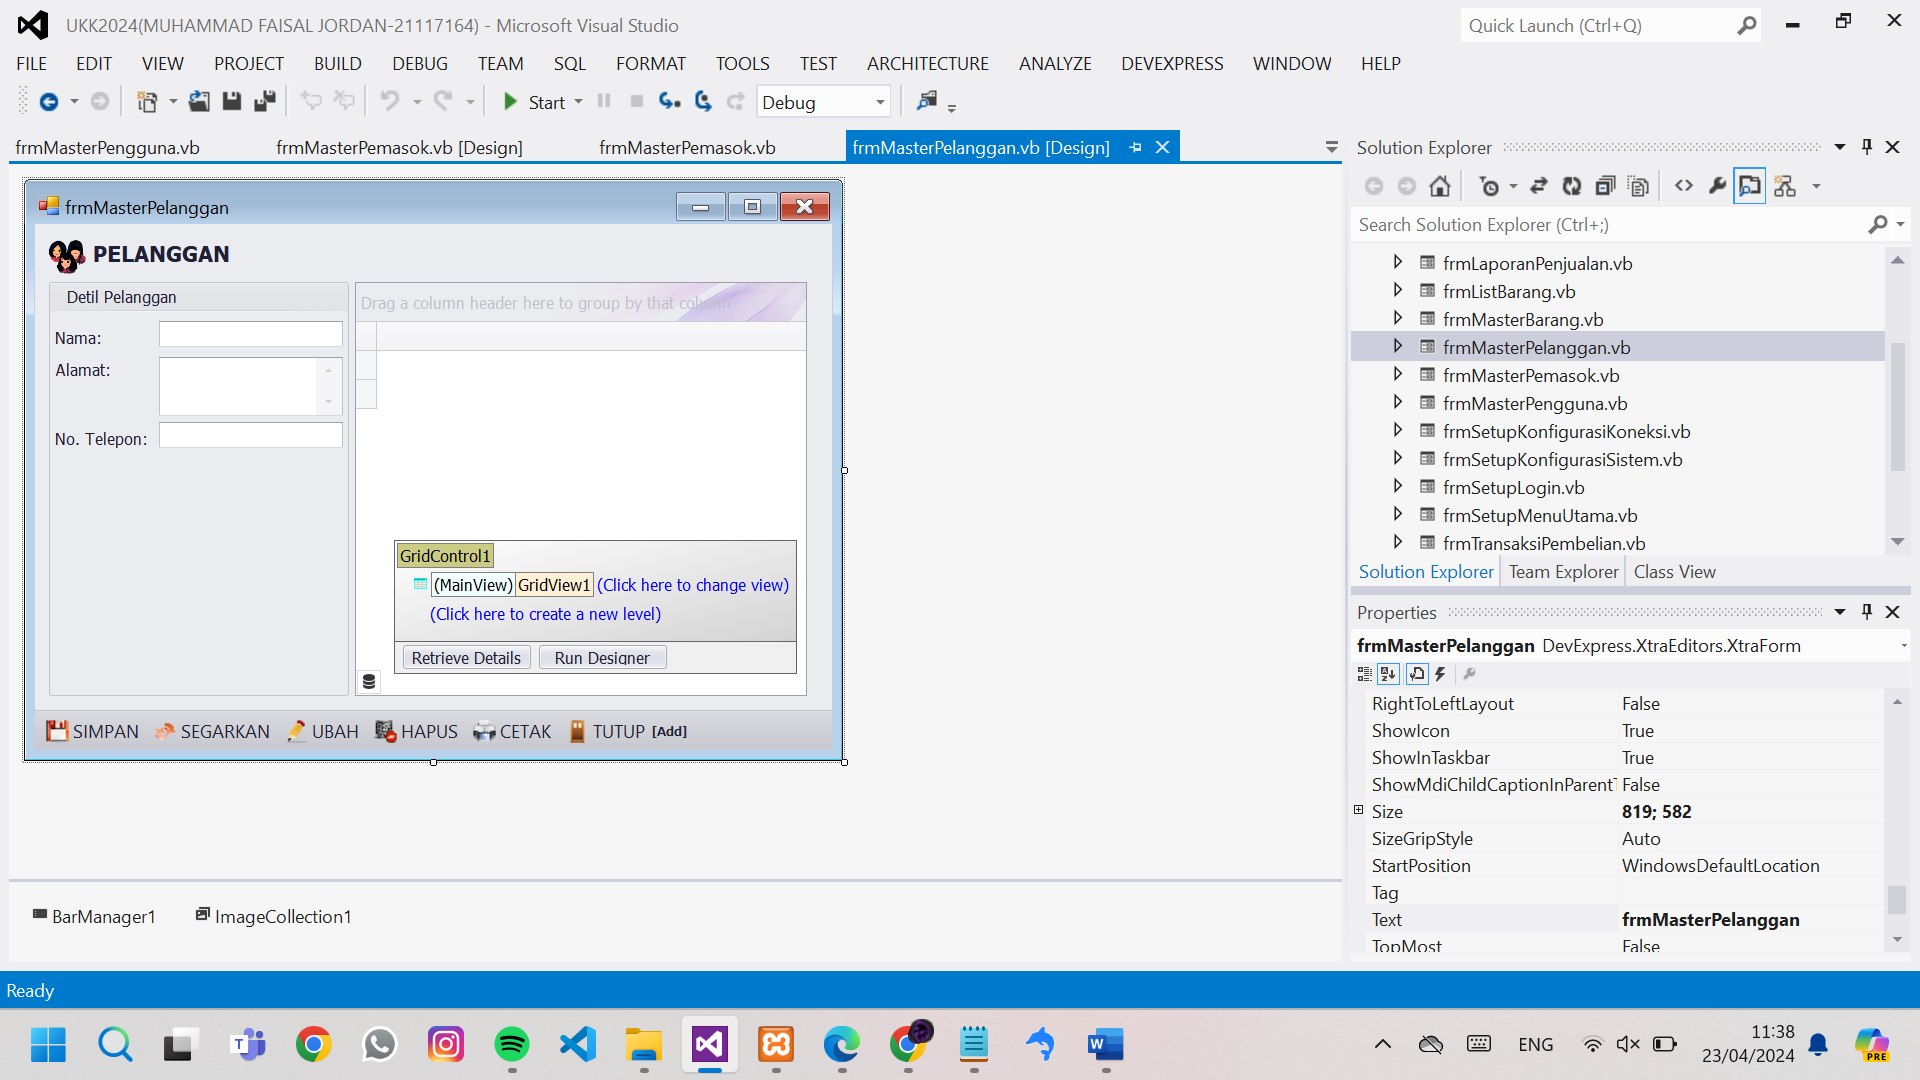 UKK2024(MUHAMMAD FAISAL JORDAN-21117164) - Microsoft Visual Studio
Quick Launch (Ctrl+Q)
FILE EDIT VIEW PROJECT BUILD DEBUG TEAM SQL FORMAT TOOLS TEST ARCHITECTURE ANALYZE DEVEXPRESS WINDOW HELP
Start Debug
frmMasterPengguna.vb frmMasterPemasok.vb [Design] frmMasterPemasok.vb frmMasterPelanggan.vb [Design]
frmMasterPelanggan
PELANGGAN
Detil Pelanggan
Nama:
Alamat:
No. Telepon:
Drag a column header here to group by that column
GridControl1
(MainView) GridView1 (Click here to change view)
(Click here to create a new level)
Retrieve Details Run Designer
SIMPAN SEGARKAN UBAH HAPUS CETAK TUTUP [Add]
BarManager1 ImageCollection1
Solution Explorer
Search Solution Explorer (Ctrl+;)
frmLaporanPenjualan.vb
frmListBarang.vb
frmMasterBarang.vb
frmMasterPelanggan.vb
frmMasterPemasok.vb
frmMasterPengguna.vb
frmSetupKonfigurasiKoneksi.vb
frmSetupKonfigurasiSistem.vb
frmSetupLogin.vb
frmSetupMenuUtama.vb
frmTransaksiPembelian.vb
Solution Explorer Team Explorer Class View
Properties
frmMasterPelanggan DevExpress.XtraEditors.XtraForm
RightToLeftLayout False
ShowIcon True
ShowInTaskbar True
ShowMdiChildCaptionInParentT False
Size 819; 582
SizeGripStyle Auto
StartPosition WindowsDefaultLocation
Tag
Text frmMasterPelanggan
TopMost False
Ready
ENG
11:38
23/04/2024
PRE